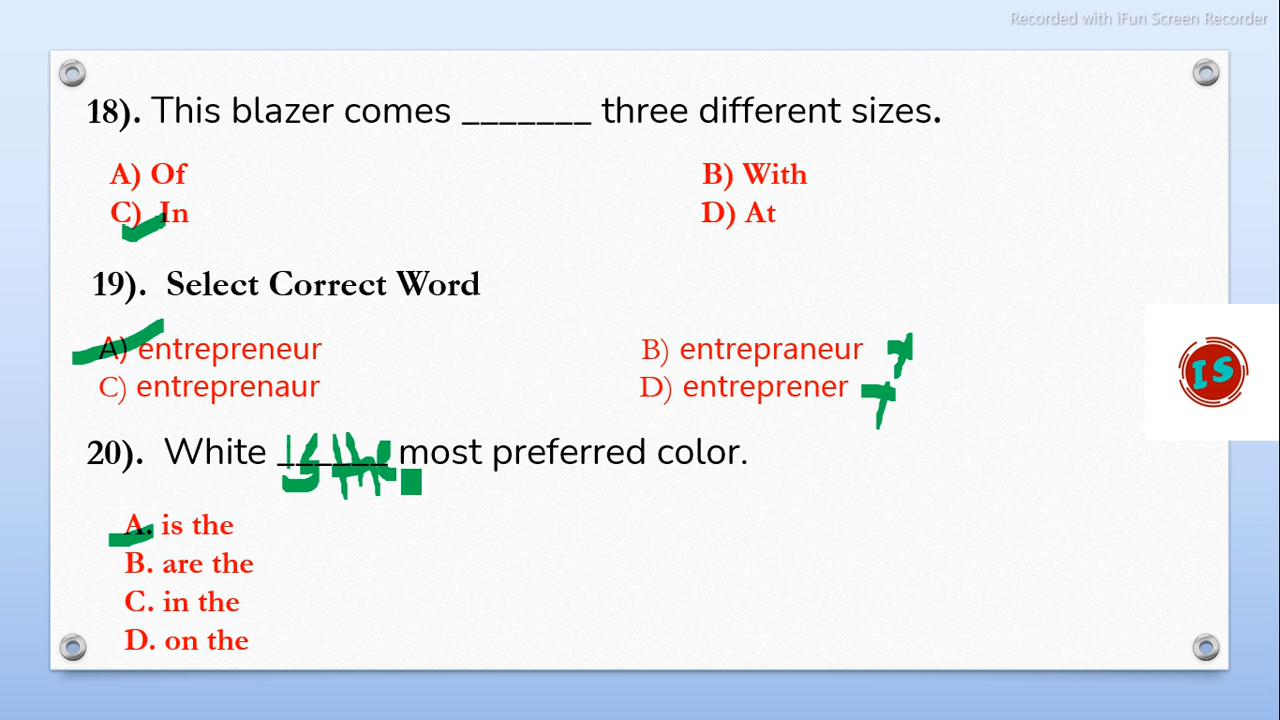 Recorded with iFun Screen Recorder
18). This blazer comes _______ three different sizes.
A) Of B) With
C) In D) At
19). Select Correct Word
A) entrepreneur B) entrepraneur
C) entreprenaur D) entreprener
20). White ______ most preferred color.
is the
A. is the
B. are the
C. in the
D. on the
IS